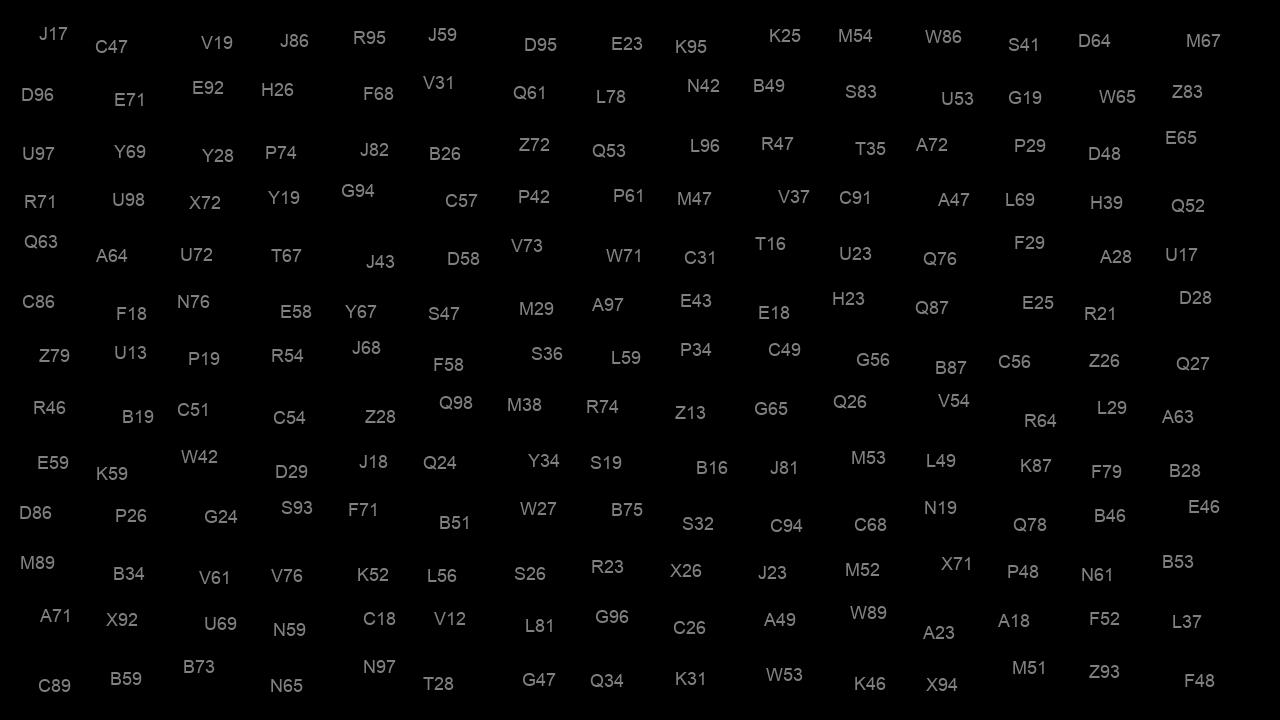 J17 C47 V19 J86 R95 J59 D95 E23 K95 K25 M54 W86 S41 D64 M67
D96 E71 E92 H26 F68 V31 Q61 L78 N42 B49 S83 U53 G19 W65 Z83
U97 Y69 Y28 P74 J82 B26 Z72 Q53 L96 R47 T35 A72 P29 D48 E65
R71 U98 X72 Y19 G94 C57 P42 P61 M47 V37 C91 A47 L69 H39 Q52
Q63 A64 U72 T67 J43 D58 V73 W71 C31 T16 U23 Q76 F29 A28 U17
C86 F18 N76 E58 Y67 S47 M29 A97 E43 E18 H23 Q87 E25 R21 D28
Z79 U13 P19 R54 J68 F58 S36 L59 P34 C49 G56 B87 C56 Z26 Q27
R46 B19 C51 C54 Z28 Q98 M38 R74 Z13 G65 Q26 V54 R64 L29 A63
E59 K59 W42 D29 J18 Q24 Y34 S19 B16 J81 M53 L49 K87 F79 B28
D86 P26 G24 S93 F71 B51 W27 B75 S32 C94 C68 N19 Q78 B46 E46
M89 B34 V61 V76 K52 L56 S26 R23 X26 J23 M52 X71 P48 N61 B53
A71 X92 U69 N59 C18 V12 L81 G96 C26 A49 W89 A23 A18 F52 L37
C89 B59 B73 N65 N97 T28 G47 Q34 K31 W53 K46 X94 M51 Z93 F48